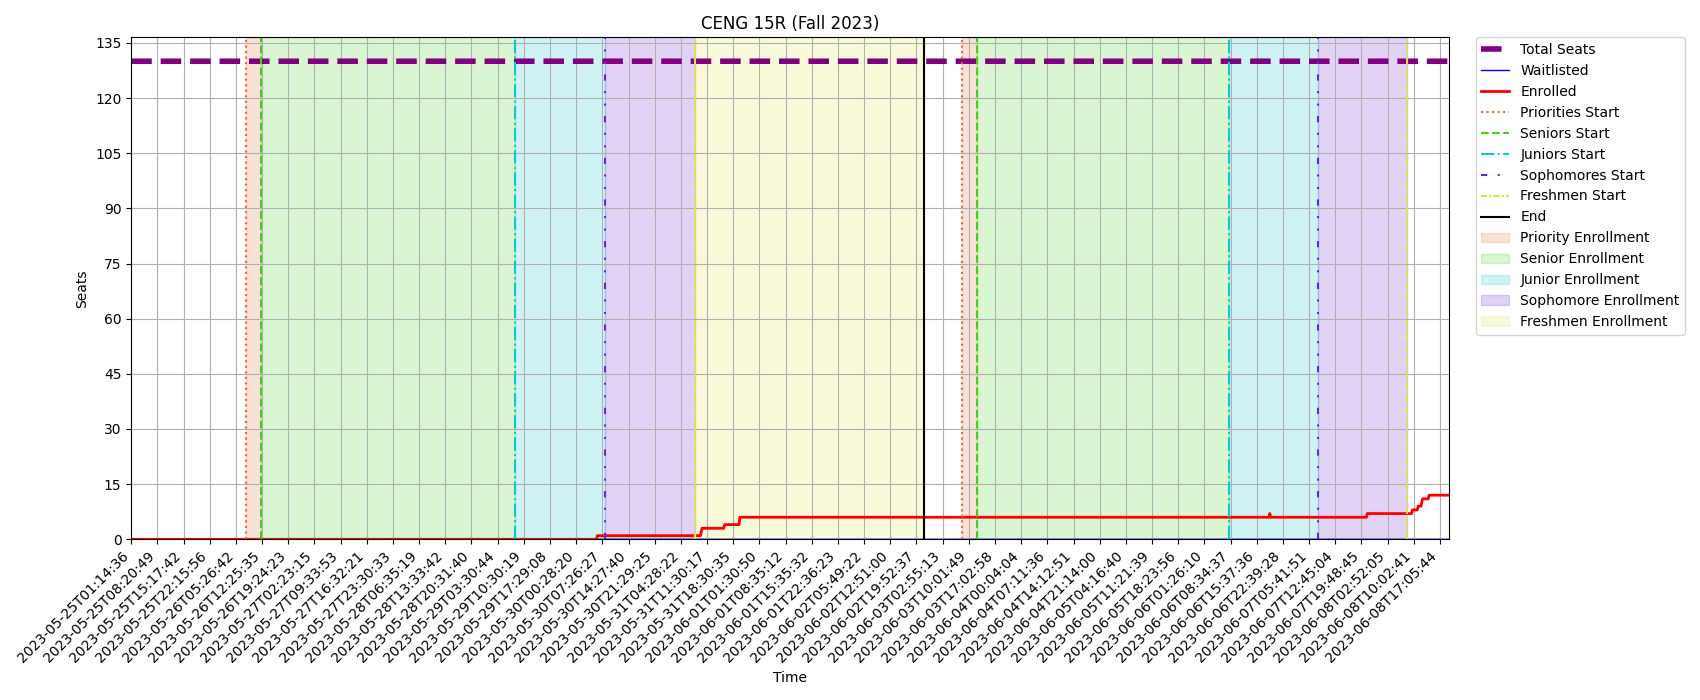 CENG 15R (Fall 2023)
135
120
105
90
75
60
45
30
15
0
Seats
2023-05-25T01:14:36
2023-05-25T08:20:49
2023-05-25T15:17:42
2023-05-25T22:15:56
2023-05-26T05:26:42
2023-05-26T12:25:35
2023-05-26T19:24:23
2023-05-27T02:23:15
2023-05-27T09:33:53
2023-05-27T16:32:21
2023-05-27T23:30:33
2023-05-28T06:35:19
2023-05-28T13:33:42
2023-05-28T20:31:40
2023-05-29T03:30:44
2023-05-29T10:30:19
2023-05-29T17:29:08
2023-05-30T00:28:20
2023-05-30T07:26:27
2023-05-30T14:27:40
2023-05-30T21:29:25
2023-05-31T04:28:22
2023-05-31T11:30:17
2023-05-31T18:30:35
2023-06-01T01:30:50
2023-06-01T08:35:12
2023-06-01T15:35:32
2023-06-01T22:36:23
2023-06-02T05:49:22
2023-06-02T12:51:00
2023-06-02T19:52:37
2023-06-03T02:55:13
2023-06-03T10:01:49
2023-06-03T17:02:58
2023-06-04T00:04:04
2023-06-04T07:11:36
2023-06-04T14:12:51
2023-06-04T21:14:00
2023-06-05T04:16:40
2023-06-05T11:21:39
2023-06-05T18:23:56
2023-06-06T01:26:10
2023-06-06T08:34:37
2023-06-06T15:37:36
2023-06-06T22:39:28
2023-06-07T05:41:51
2023-06-07T12:45:04
2023-06-07T19:48:45
2023-06-08T02:52:05
2023-06-08T10:02:41
2023-06-08T17:05:44
Time
Total Seats
Waitlisted
Enrolled
Priorities Start
Seniors Start
Juniors Start
Sophomores Start
Freshmen Start
End
Priority Enrollment
Senior Enrollment
Junior Enrollment
Sophomore Enrollment
Freshmen Enrollment